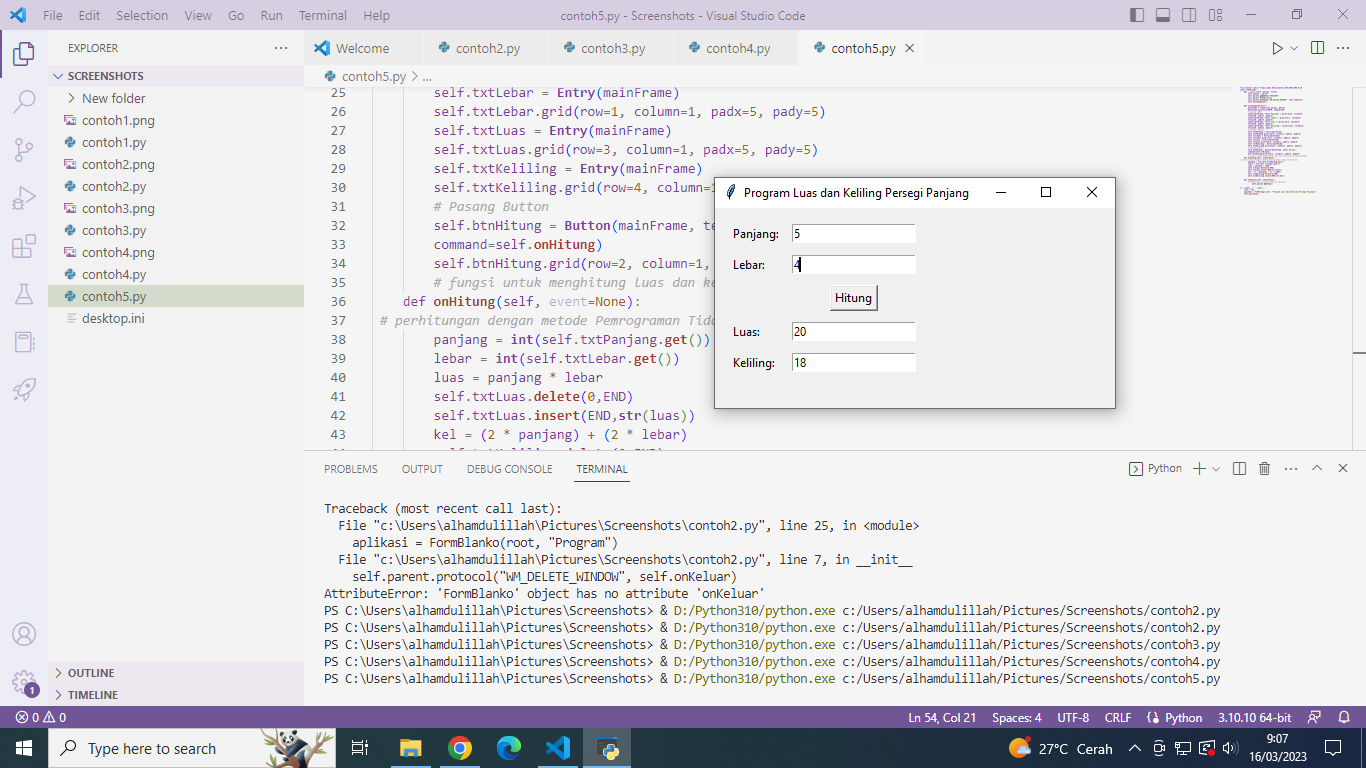 File Edit Selection View Go Run Terminal Help
contoh5.py - Screenshots - Visual Studio Code
EXPLORER
SCREENSHOTS
New folder
contoh1.png
contoh1.py
contoh2.png
contoh2.py
contoh3.png
contoh3.py
contoh4.png
contoh4.py
contoh5.py
desktop.ini
OUTLINE
TIMELINE
Welcome contoh2.py contoh3.py contoh4.py contoh5.py
contoh5.py > ...
25 self.txtLebar = Entry(mainFrame)
26 self.txtLebar.grid(row=1, column=1, padx=5, pady=5)
27 self.txtLuas = Entry(mainFrame)
28 self.txtLuas.grid(row=3, column=1, padx=5, pady=5)
29 self.txtKeliling = Entry(mainFrame)
30 self.txtKeliling.grid(row=4, column=1
31 # Pasang Button
32 self.btnHitung = Button(mainFrame, te
33 command=self.onHitung)
34 self.btnHitung.grid(row=2, column=1,
35 # fungsi untuk menghitung luas dan ke
36 def onHitung(self, event=None):
37 # perhitungan dengan metode Pemrograman Tida
38 panjang = int(self.txtPanjang.get())
39 lebar = int(self.txtLebar.get())
40 luas = panjang * lebar
41 self.txtLuas.delete(0,END)
42 self.txtLuas.insert(END,str(luas))
43 kel = (2 * panjang) + (2 * lebar)
Program Luas dan Keliling Persegi Panjang
Panjang: 5
Lebar: 4
Hitung
Luas: 20
Keliling: 18
PROBLEMS OUTPUT DEBUG CONSOLE TERMINAL
Python
Traceback (most recent call last):
File "c:\Users\alhamdulillah\Pictures\Screenshots\contoh2.py", line 25, in <module>
aplikasi = FormBlanko(root, "Program")
File "c:\Users\alhamdulillah\Pictures\Screenshots\contoh2.py", line 7, in __init__
self.parent.protocol("WM_DELETE_WINDOW", self.onKeluar)
AttributeError: 'FormBlanko' object has no attribute 'onKeluar'
PS C:\Users\alhamdulillah\Pictures\Screenshots> & D:/Python310/python.exe c:/Users/alhamdulillah/Pictures/Screenshots/contoh2.py
PS C:\Users\alhamdulillah\Pictures\Screenshots> & D:/Python310/python.exe c:/Users/alhamdulillah/Pictures/Screenshots/contoh2.py
PS C:\Users\alhamdulillah\Pictures\Screenshots> & D:/Python310/python.exe c:/Users/alhamdulillah/Pictures/Screenshots/contoh3.py
PS C:\Users\alhamdulillah\Pictures\Screenshots> & D:/Python310/python.exe c:/Users/alhamdulillah/Pictures/Screenshots/contoh4.py
PS C:\Users\alhamdulillah\Pictures\Screenshots> & D:/Python310/python.exe c:/Users/alhamdulillah/Pictures/Screenshots/contoh5.py
1
0 0 Ln 54, Col 21 Spaces: 4 UTF-8 CRLF Python 3.10.10 64-bit
Type here to search
27°C Cerah
9:07
16/03/2023